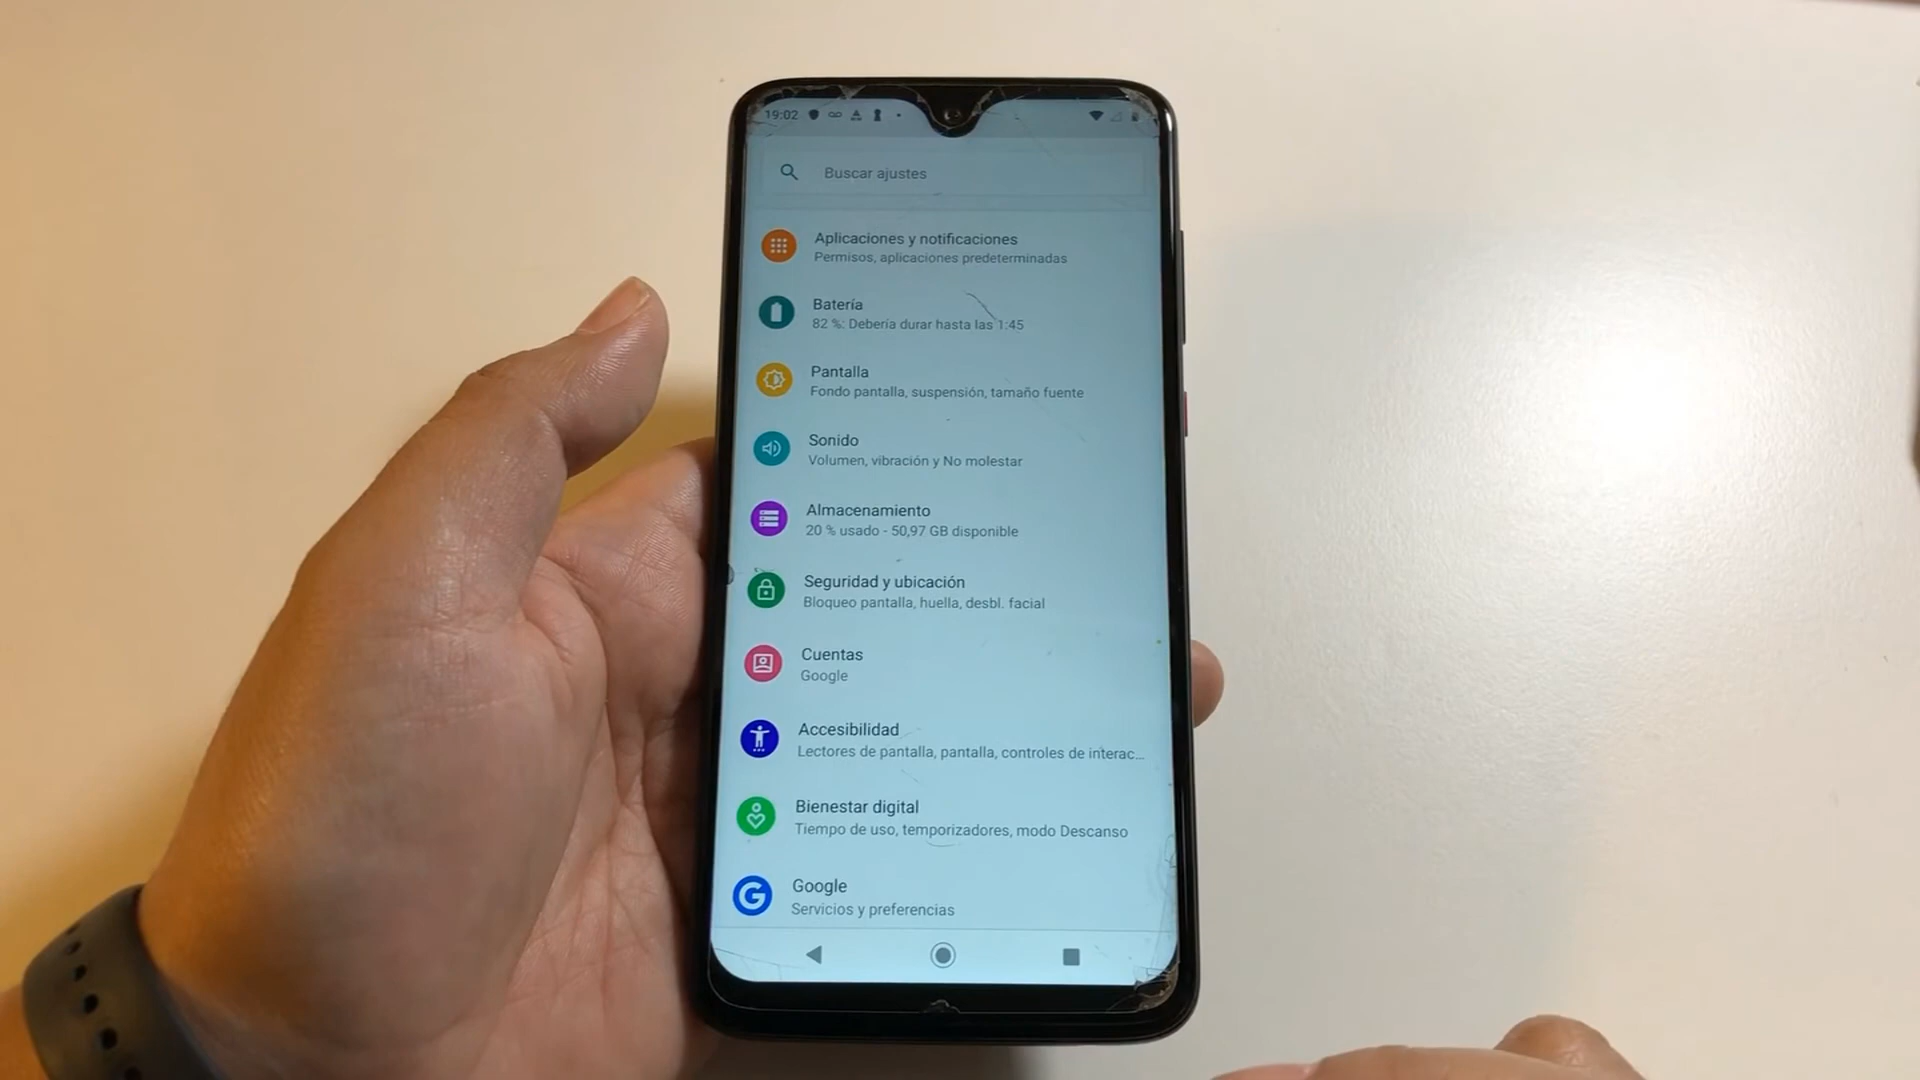 19:02
Buscar ajustes
Aplicaciones y notificaciones
Permisos, aplicaciones predeterminadas
Batería
82 %: Debería durar hasta las 1:45
Pantalla
Fondo pantalla, suspensión, tamaño fuente
Sonido
Volumen, vibración y No molestar
Almacenamiento
20 % usado - 50,97 GB disponible
Seguridad y ubicación
Bloqueo pantalla, huella, desbl. facial
Cuentas
Google
Accesibilidad
Lectores de pantalla, pantalla, controles de interac...
Bienestar digital
Tiempo de uso, temporizadores, modo Descanso
Google
Servicios y preferencias